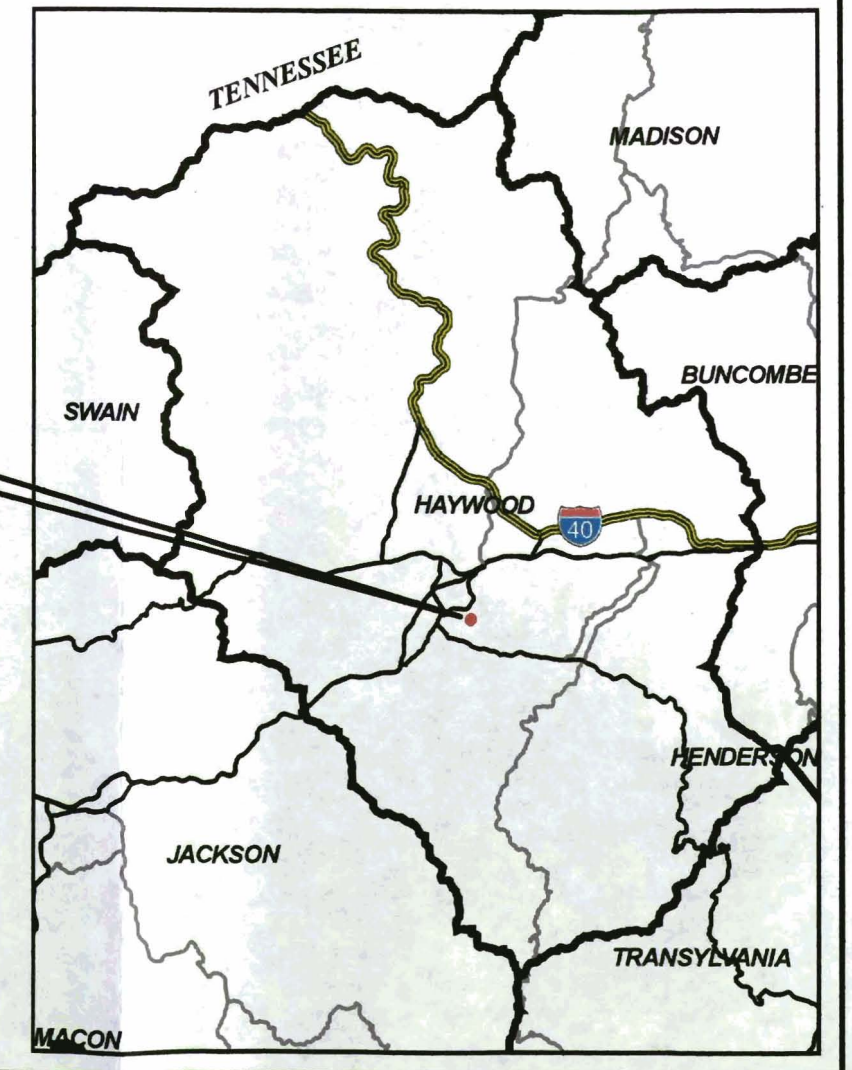 TENNESSEE
MADISON
BUNCOMBE
SWAIN
HAYWOOD
40
HENDERSON
JACKSON
TRANSYLVANIA
MACON